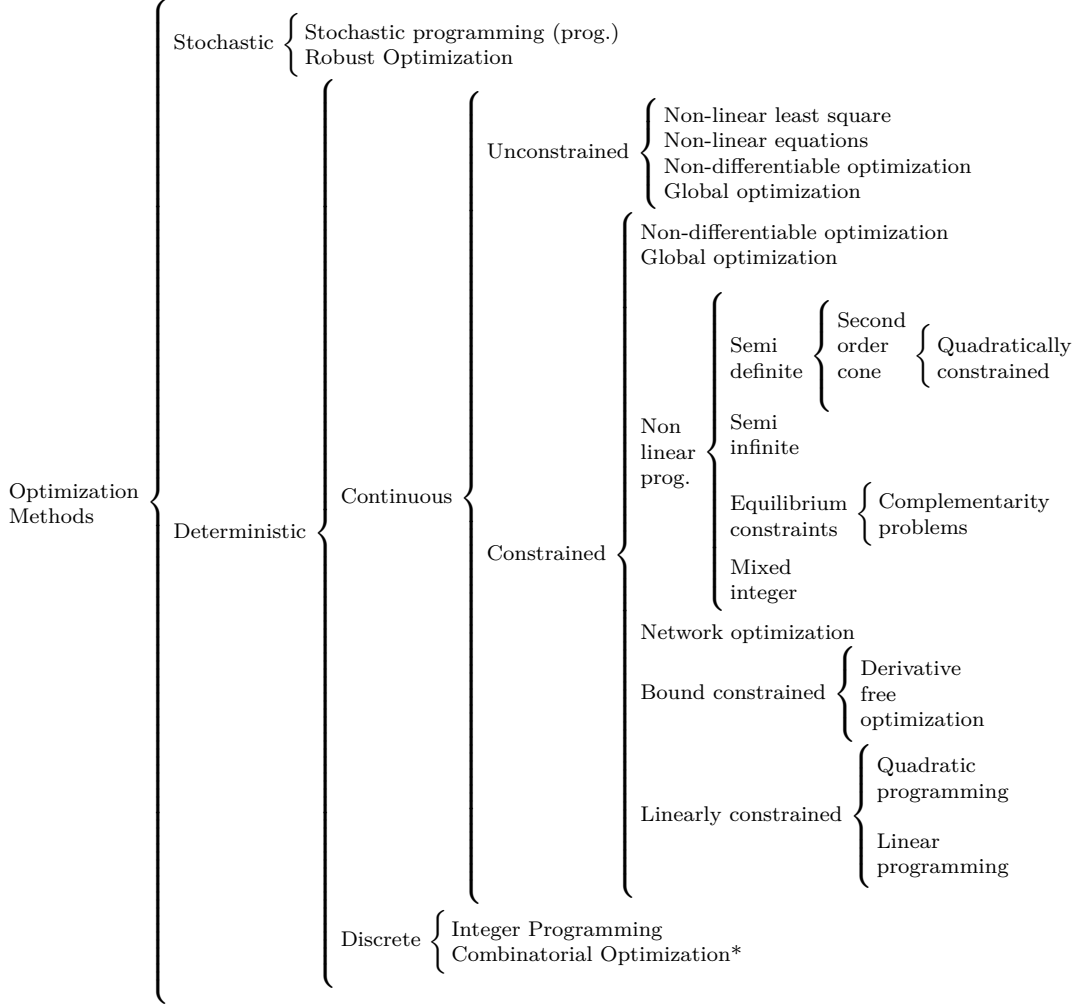 Optimization
Methods
Stochastic
Stochastic programming (prog.)
Robust Optimization
Deterministic
Continuous
Unconstrained
Non-linear least square
Non-linear equations
Non-differentiable optimization
Global optimization
Constrained
Non-differentiable optimization
Global optimization
Non
linear
prog.
Semi
definite
Second
order
cone
Quadratically
constrained
Semi
infinite
Equilibrium
constraints
Complementarity
problems
Mixed
integer
Network optimization
Bound constrained
Derivative
free
optimization
Linearly constrained
Quadratic
programming
Linear
programming
Discrete
Integer Programming
Combinatorial Optimization*